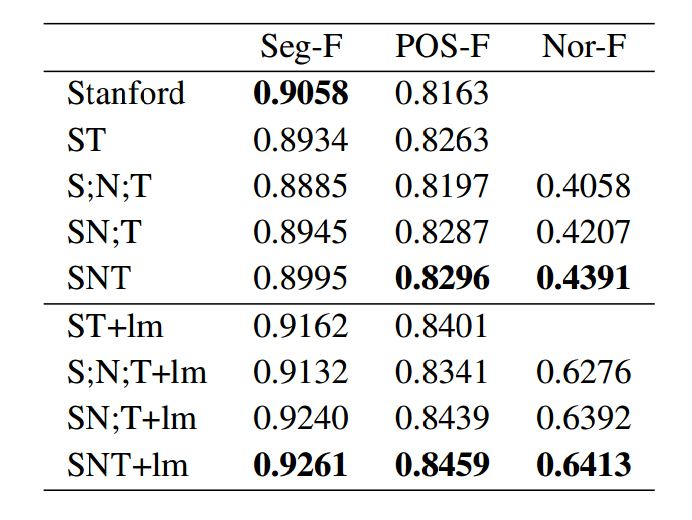 Seg-F POS-F Nor-F
Stanford 0.9058 0.8163
ST 0.8934 0.8263
S;N;T 0.8885 0.8197 0.4058
SN;T 0.8945 0.8287 0.4207
SNT 0.8995 0.8296 0.4391
ST+lm 0.9162 0.8401
S;N;T+lm 0.9132 0.8341 0.6276
SN;T+lm 0.9240 0.8439 0.6392
SNT+lm 0.9261 0.8459 0.6413